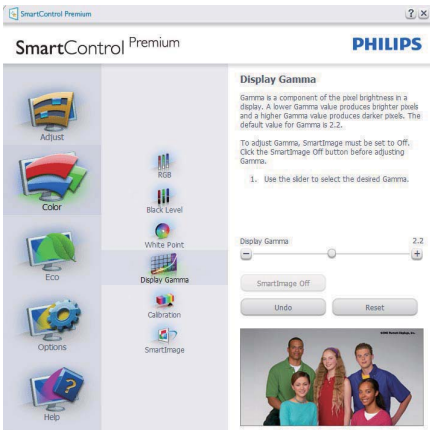 SmartControl Premium
SmartControl Premium
PHILIPS
Adjust
Color
Eco
Options
Help
RGB
Black Level
White Point
Display Gamma
Calibration
SmartImage
Display Gamma
Gamma is a component of the pixel brightness in a
display. A lower Gamma value produces brighter pixels
and a higher Gamma value produces darker pixels. The
default value for Gamma is 2.2.
To adjust Gamma, SmartImage must be set to Off.
Click the SmartImage Off button before adjusting
Gamma.
1. Use the slider to select the desired Gamma.
Display Gamma 2.2
SmartImage Off
Undo
Reset